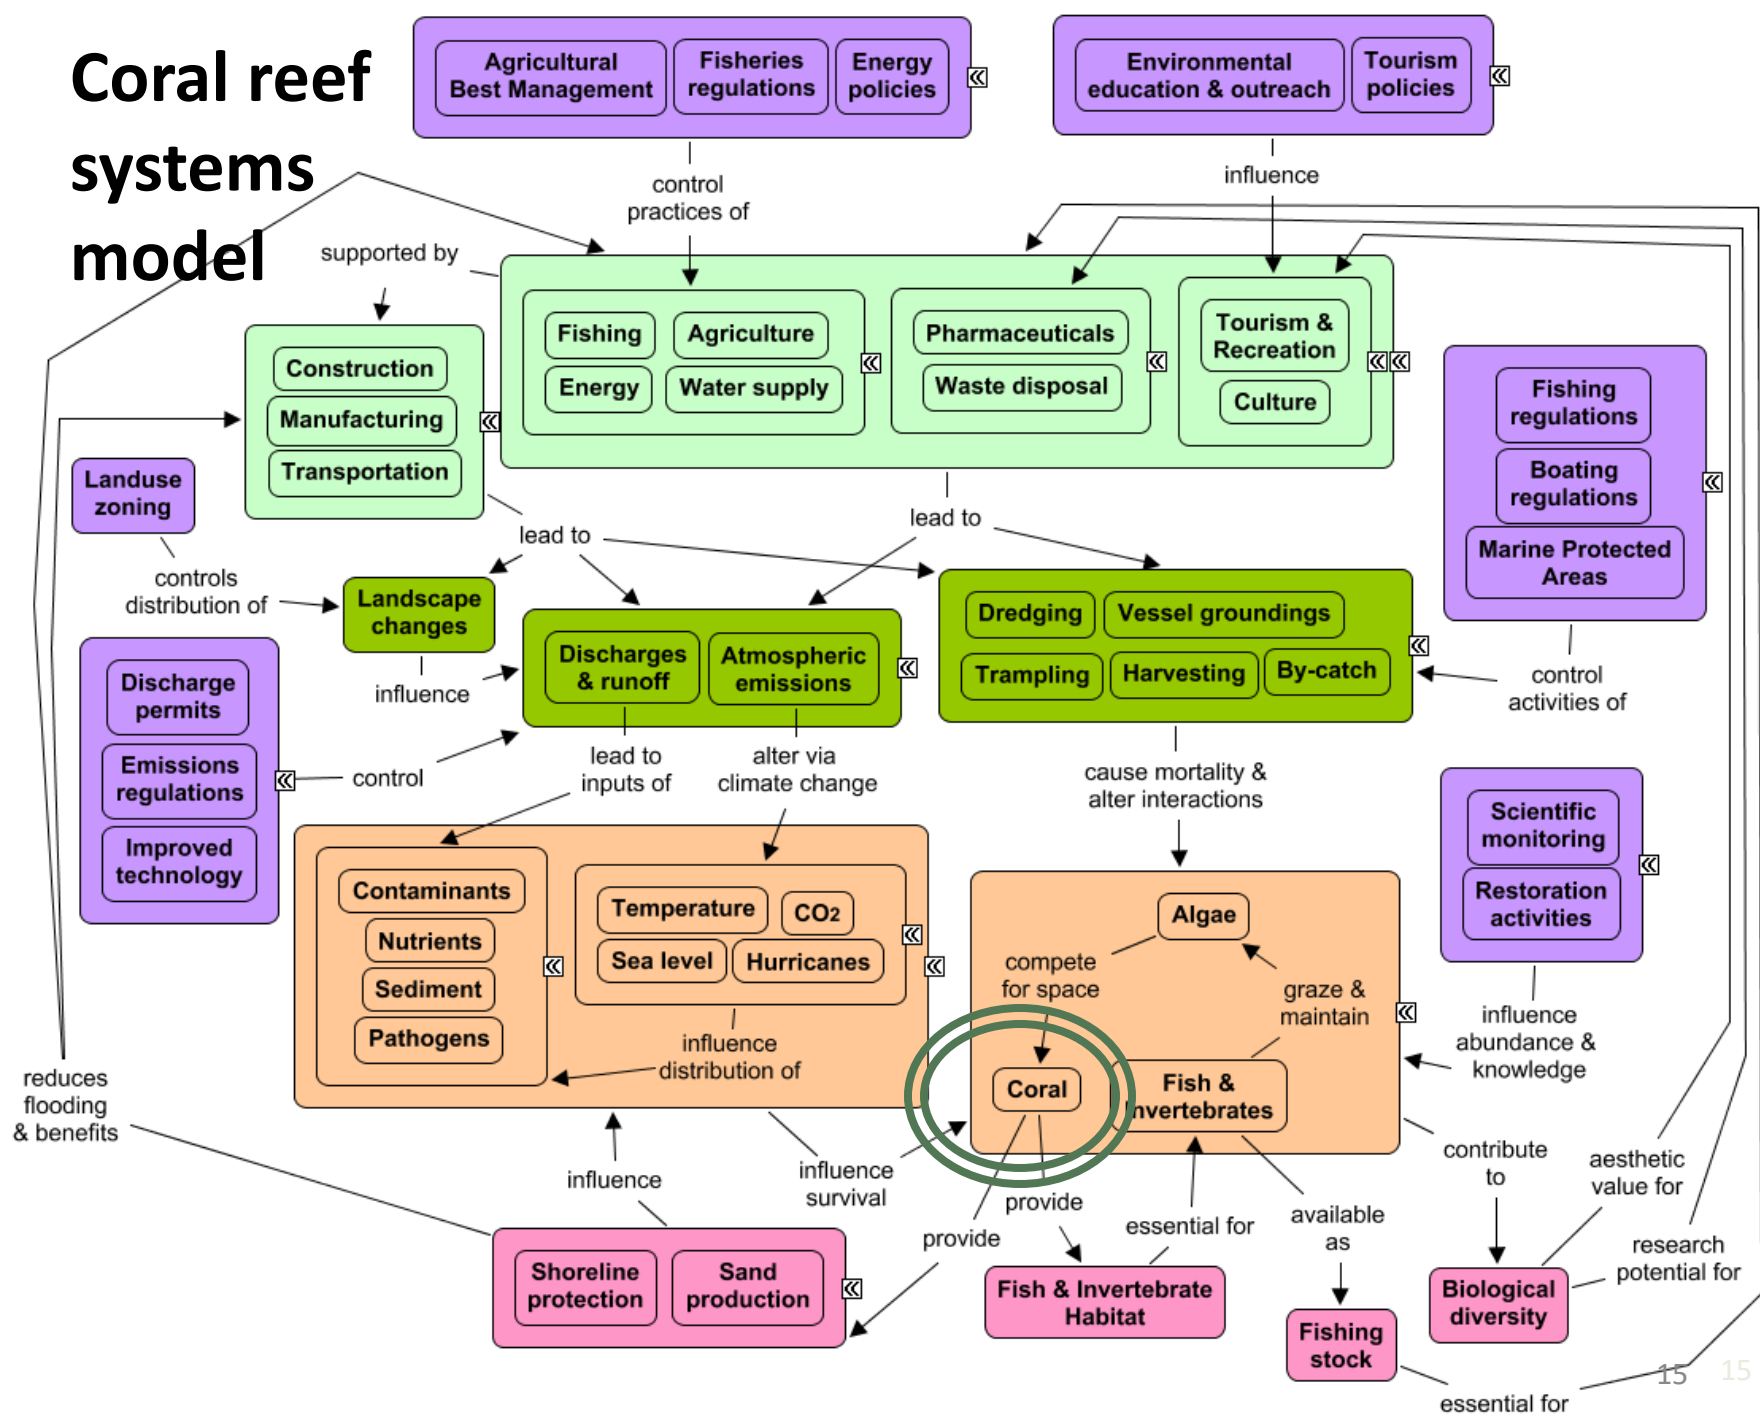 Coral reef
systems
model
Agricultural
Best Management
Fisheries
regulations
Energy
policies
Environmental
education & outreach
Tourism
policies
control
practices of
influence
supported by
Fishing
Agriculture
Energy
Water supply
Pharmaceuticals
Waste disposal
Tourism &
Recreation
Culture
Construction
Manufacturing
Transportation
Fishing
regulations
Boating
regulations
Marine Protected
Areas
Landuse
zoning
lead to
lead to
controls
distribution of
Landscape
changes
influence
Discharges
& runoff
Atmospheric
emissions
Dredging
Vessel groundings
Trampling
Harvesting
By-catch
control
activities of
Discharge
permits
Emissions
regulations
Improved
technology
control
lead to
inputs of
alter via
climate change
cause mortality &
alter interactions
Scientific
monitoring
Restoration
activities
Contaminants
Nutrients
Sediment
Pathogens
Temperature
CO2
Sea level
Hurricanes
influence
distribution of
Algae
compete
for space
graze &
maintain
Coral
Fish &
Invertebrates
influence
abundance &
knowledge
reduces
flooding
& benefits
influence
influence
survival
provide
provide
essential for
available
as
contribute
to
aesthetic
value for
research
potential for
Shoreline
protection
Sand
production
Fish & Invertebrate
Habitat
Fishing
stock
Biological
diversity
essential for
15
15